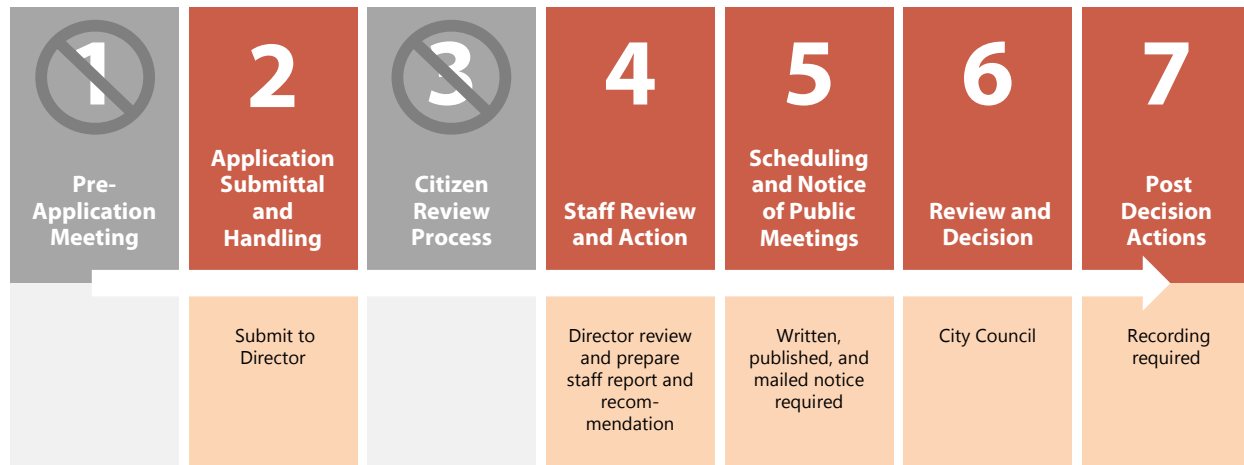 1
Pre-
Application
Meeting
2
Application
Submittal
and
Handling
Submit to
Director
3
Citizen
Review
Process
4
Staff Review
and Action
Director review
and prepare
staff report and
recom-
mendation
5
Scheduling
and Notice
of Public
Meetings
Written,
published, and
mailed notice
required
6
Review and
Decision
City Council
7
Post
Decision
Actions
Recording
required